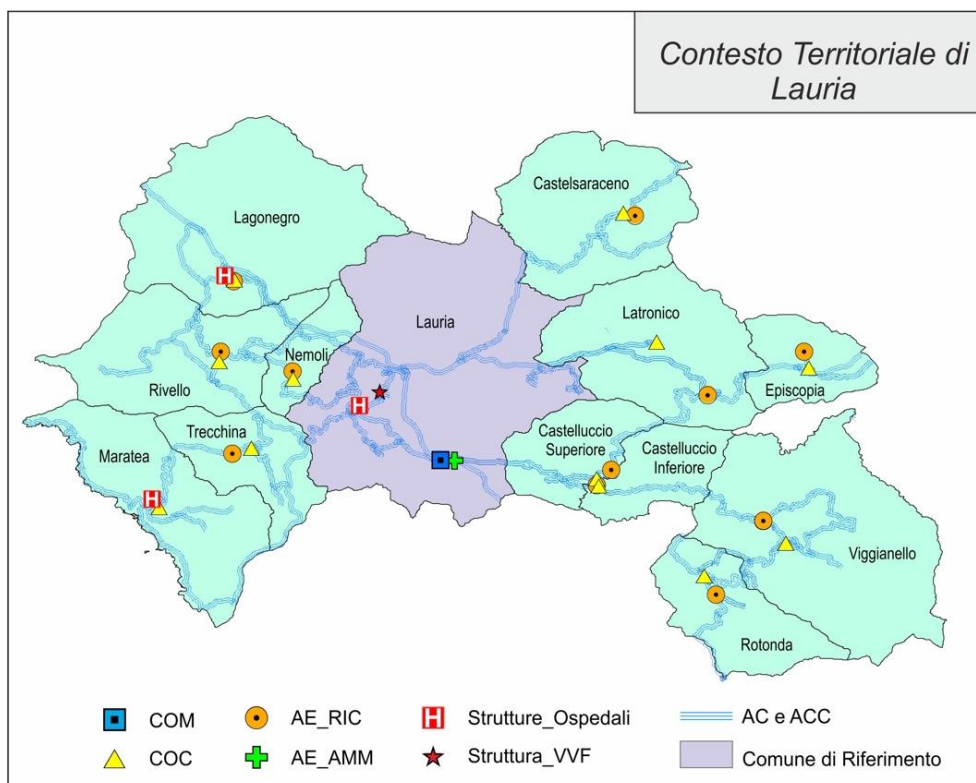 Contesto Territoriale di
Lauria
Castelsaraceno
Lagonegro
H
Lauria
Latronico
Nemoli
Rivello
Episcopia
H
Trecchina
Castelluccio
Superiore
Castelluccio
Inferiore
Maratea
H
Viggianello
Rotonda
COM
AE_RIC
H
Strutture_Ospedali
AC e ACC
COC
AE_AMM
Struttura_VVF
Comune di Riferimento